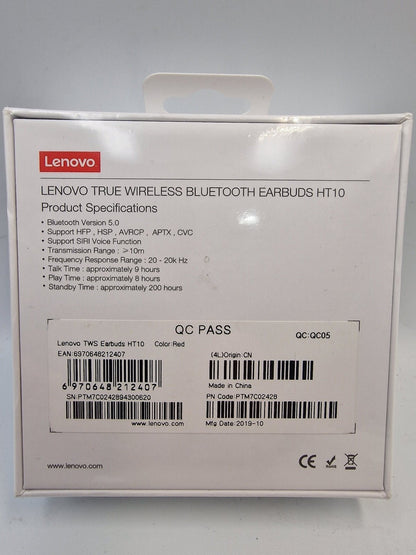 Lenovo
LENOVO TRUE WIRELESS BLUETOOTH EARBUDS HT10
Product Specifications
• Bluetooth Version 5.0
• Support HFP , HSP , AVRCP , APTX , CVC
• Support SIRI Voice Function
• Transmission Range : ≥10m
• Frequency Response Range : 20 - 20k Hz
• Talk Time : approximately 9 hours
• Play Time : approximately 8 hours
• Standby Time : approximately 200 hours
QC PASS
QC:QC05
Lenovo TWS Earbuds HT10 Color:Red
EAN:6970648212407
(4L)Origin:CN
6 970648 212407
Made in China
SN:PTM7C0242894300620
PN Code:PTM7C02428
www.lenovo.com
Mfg Date:2019-10
www.lenovo.com
CE